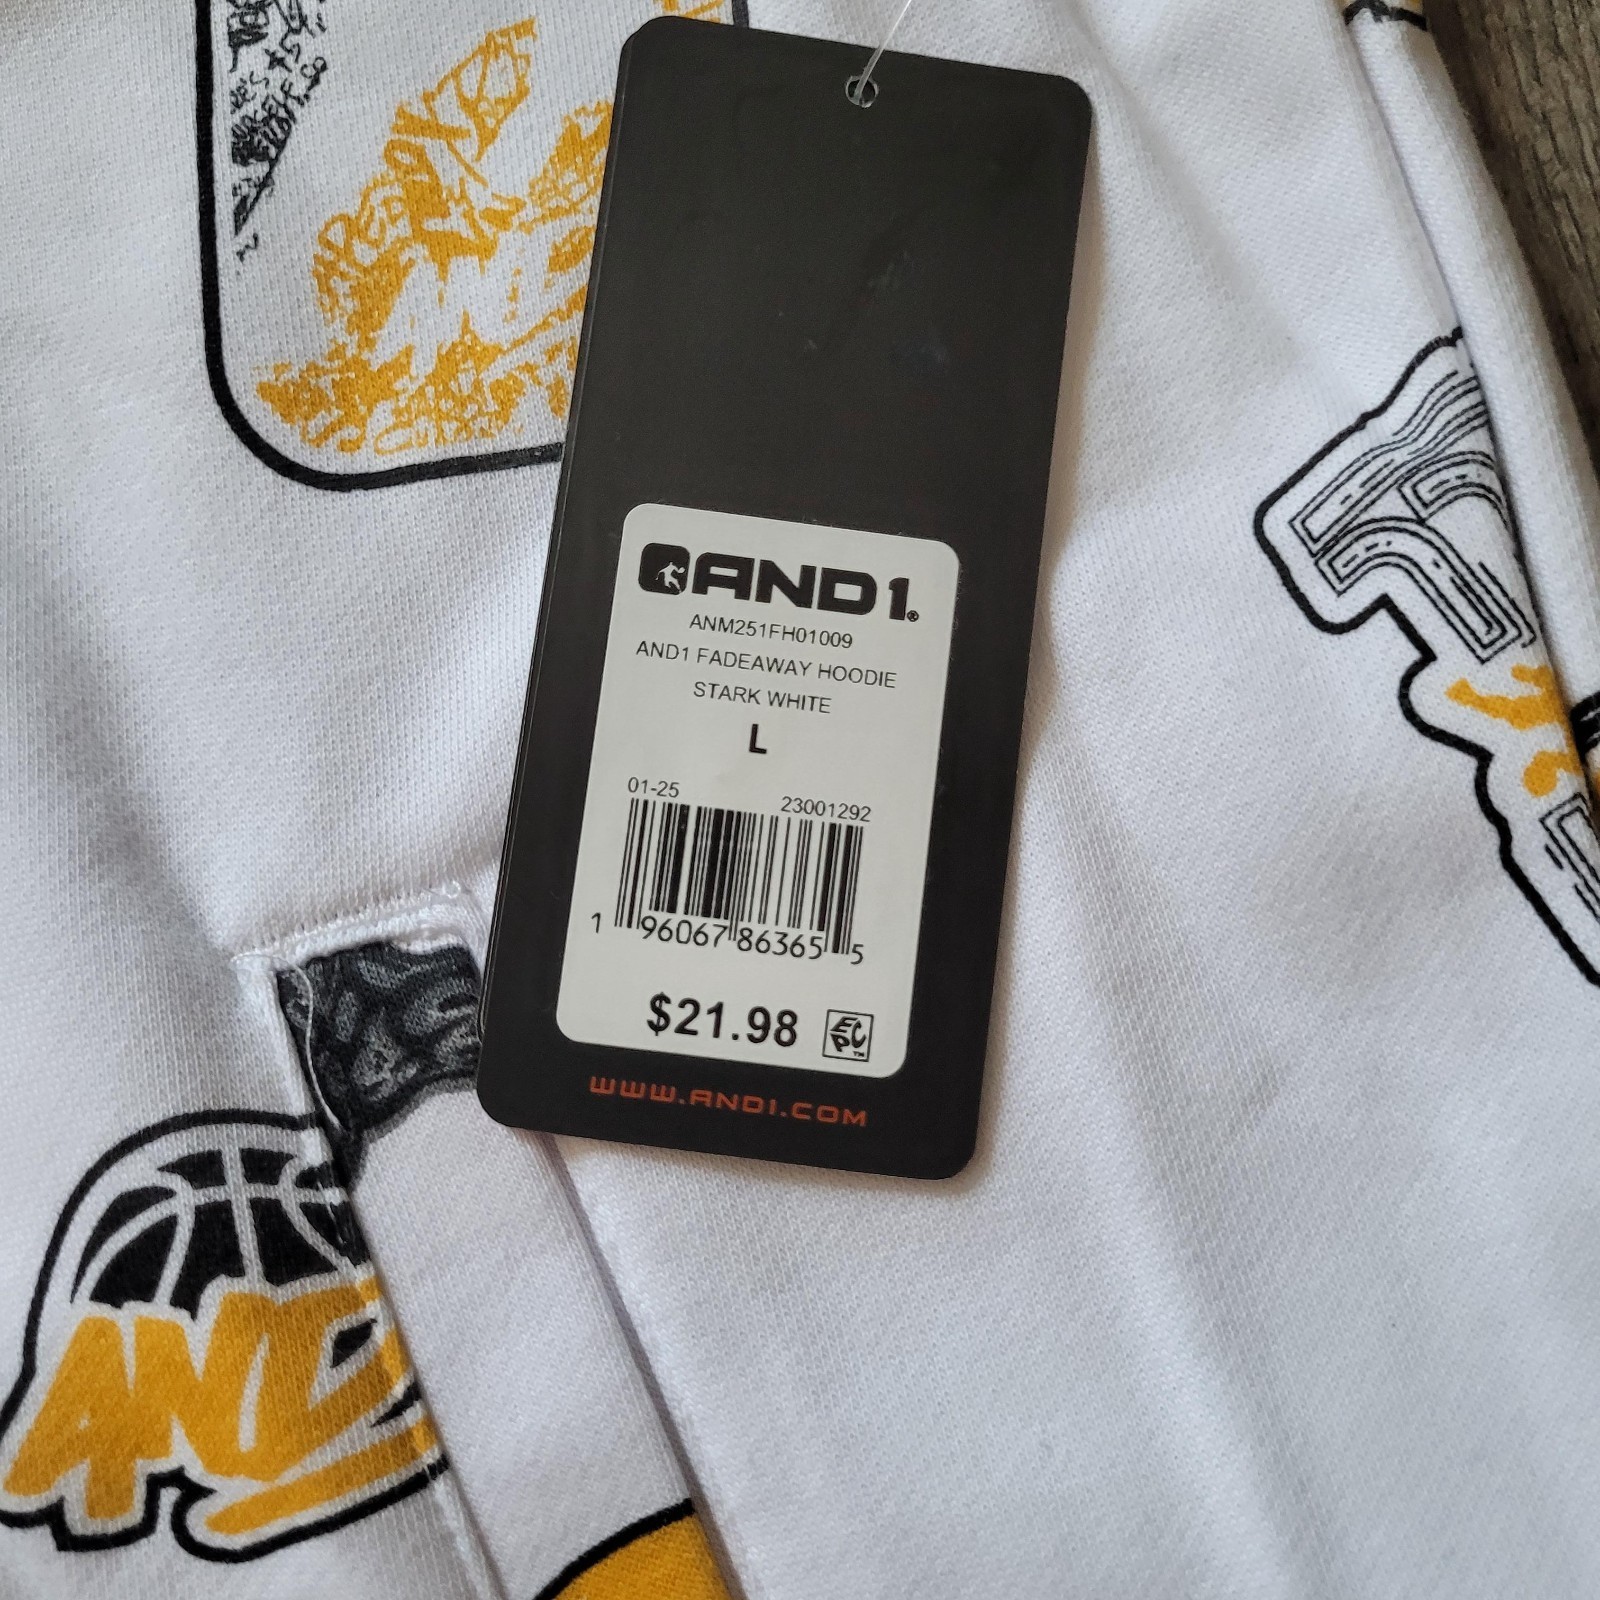 AND1®
ANM251FH01009
AND1 FADEAWAY HOODIE
STARK WHITE
L
01-25 23001292
1 96067 86365 5
$21.98 EPC™
WWW.AND1.COM
AND1